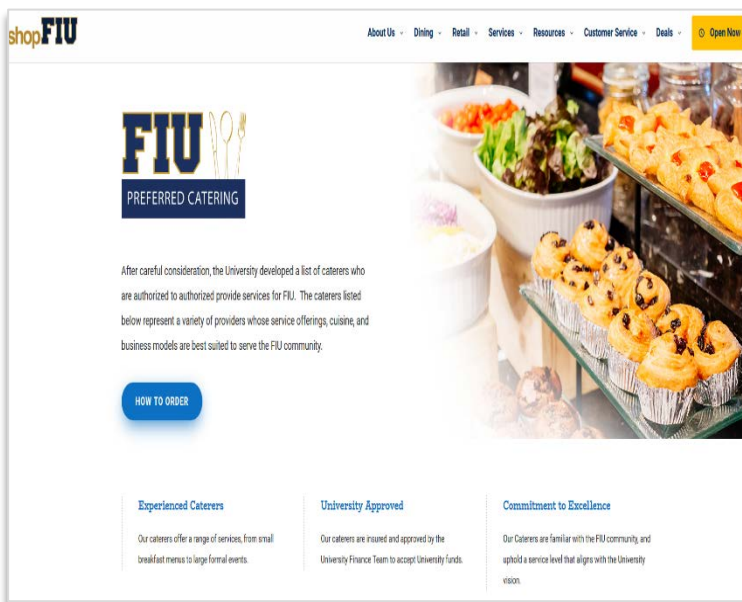 shopFIU
About Us Dining Retail Services Resources Customer Service Deals Open Now
FIU
PREFERRED CATERING
After careful consideration, the University developed a list of caterers who
are authorized to authorized provide services for FIU. The caterers listed
below represent a variety of providers whose service offerings, cuisine, and
business models are best suited to serve the FIU community.
HOW TO ORDER
Experienced Caterers
Our caterers offer a range of services, from small
breakfast menus to large formal events.
University Approved
Our caterers are insured and approved by the
University Finance Team to accept University funds.
Commitment to Excellence
Our Caterers are familiar with the FIU community, and
uphold a service level that aligns with the University
vision.